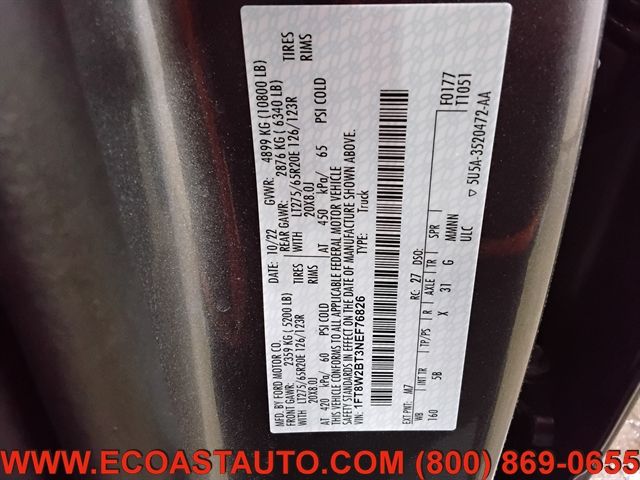 MFD. BY FORD MOTOR CO.
DATE: 10/22 GVWR: 4899 KG (10800 LB)
FRONT GAWR: 2359 KG (5200 LB) REAR GAWR: 2876 KG (6340 LB)
WITH LT275/65R20E 126/123R TIRES WITH LT275/65R20E 126/123R TIRES
20X8.0J RIMS 20X8.0J RIMS
AT 420 kPa/ 60 PSI COLD AT 450 kPa/ 65 PSI COLD
THIS VEHICLE CONFORMS TO ALL APPLICABLE FEDERAL MOTOR VEHICLE
SAFETY STANDARDS IN EFFECT ON THE DATE OF MANUFACTURE SHOWN ABOVE.
VIN: 1FT8W2BT3NEF76826 TYPE: Truck
F0177
T1051
EXT PNT: M7 RC: 27 DSO:
WB INT TR TP/PS R AXLE TR SPR
160 5B X 31 G MMNNN
ULC
▽ 5U5A-3520472-AA
WWW.ECOASTAUTO.COM (800) 869-0655